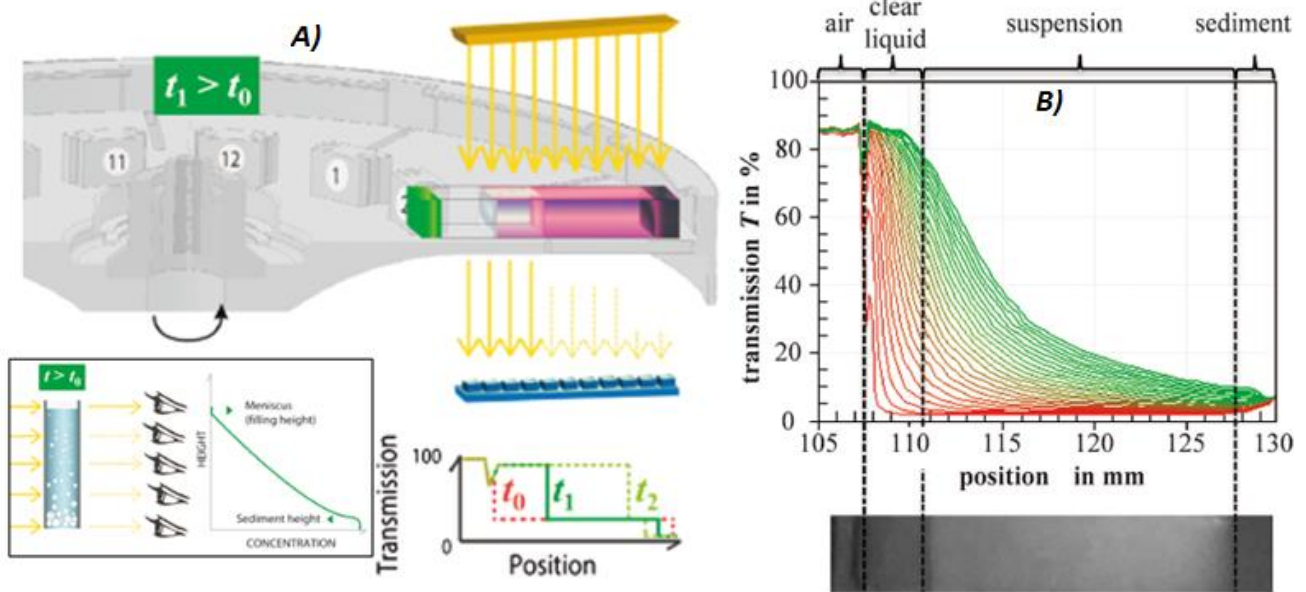 A)
t₁ > t₀
11
12
1
t > t₀
HEIGHT
Meniscus
(filling height)
Sediment height
CONCENTRATION
Transmission
100
0
t₀
t₁
t₂
Position
air
clear
liquid
suspension
sediment
B)
transmission T in %
100
80
60
40
20
0
105
110
115
120
125
130
position in mm